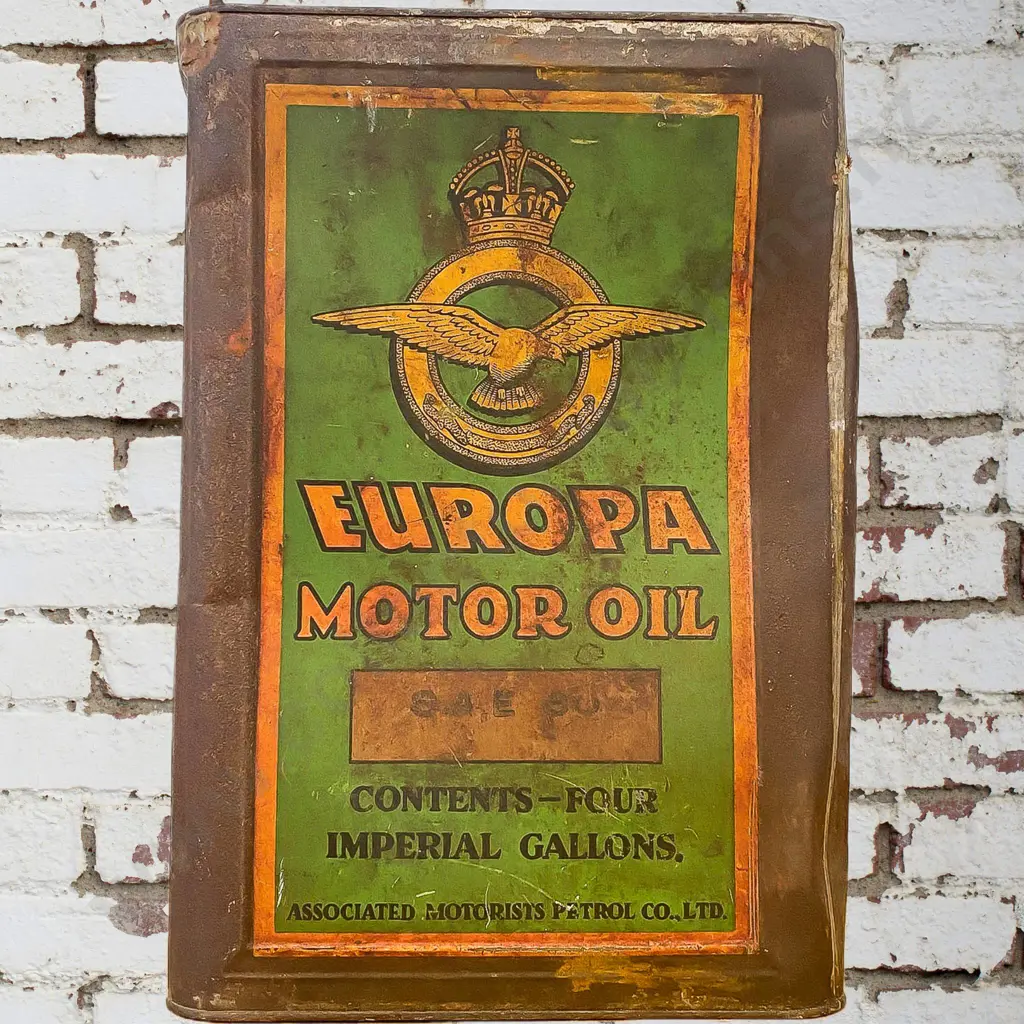 EUROPA
MOTOR OIL
S.A.E
CONTENTS—FOUR
IMPERIAL GALLONS.
ASSOCIATED MOTORISTS PETROL CO., LTD.